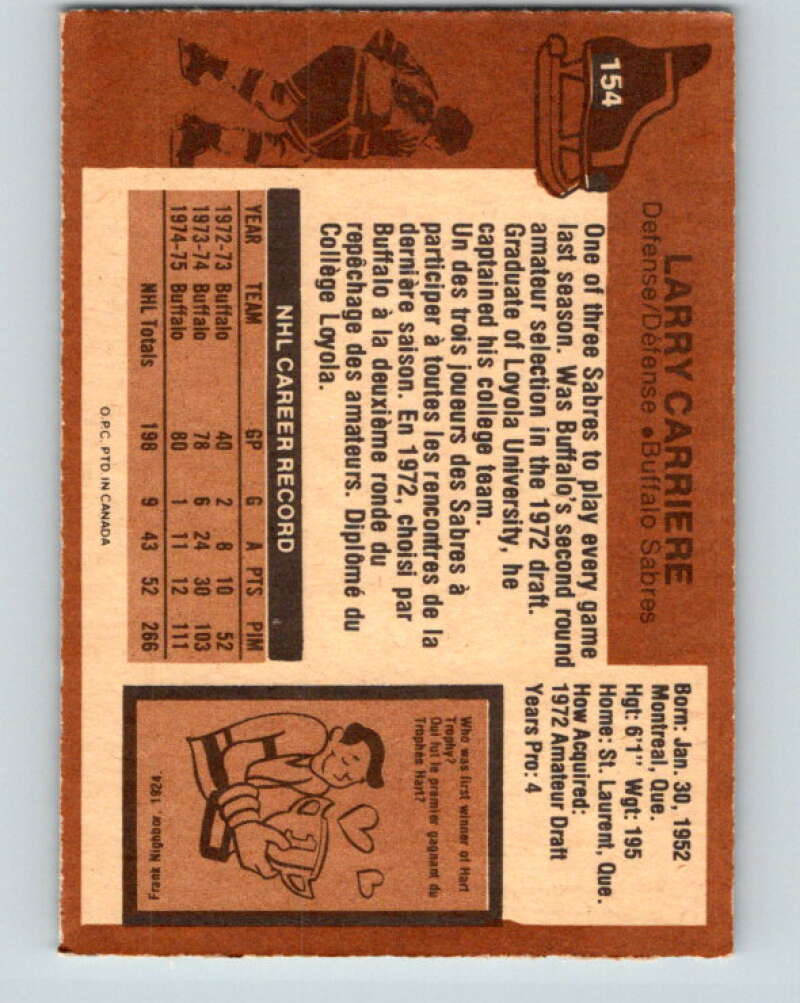 154
LARRY CARRIERE
Defense/Défense • Buffalo Sabres
Born: Jan. 30, 1952
Montreal, Que.
Hgt: 6'1" Wgt: 195
Home: St. Laurent, Que.
How Acquired:
1972 Amateur Draft
Years Pro: 4
One of three Sabres to play every game
last season. Was Buffalo's second round
amateur selection in the 1972 draft.
Graduate of Loyola University, he
captained his college team.
Un des trois joueurs des Sabres à
participer à toutes les rencontres de la
dernière saison. En 1972, choisi par
Buffalo à la deuxième ronde du
repêchage des amateurs. Diplômé du
Collège Loyola.
NHL CAREER RECORD
YEAR TEAM GP G A PTS PIM
1972-73 Buffalo 40 2 8 10 52
1973-74 Buffalo 78 6 24 30 103
1974-75 Buffalo 80 1 11 12 111
NHL Totals 198 9 43 52 266
Who was first winner of Hart
Trophy?
Qui fut le premier gagnant du
Trophée Hart?
1
Frank Nighbor, 1924
O.P.C. PTD. IN CANADA